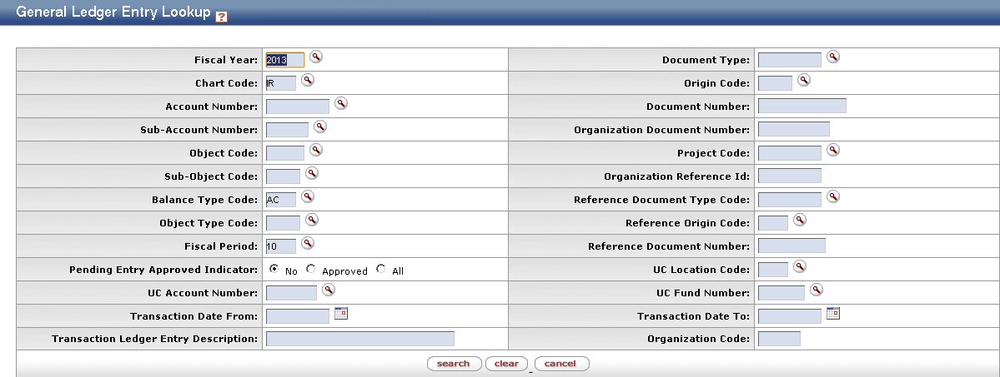 General Ledger Entry Lookup ?
Fiscal Year: 2013 Document Type:
Chart Code: IR Origin Code:
Account Number: Document Number:
Sub-Account Number: Organization Document Number:
Object Code: Project Code:
Sub-Object Code: Organization Reference Id:
Balance Type Code: AC Reference Document Type Code:
Object Type Code: Reference Origin Code:
Fiscal Period: 10 Reference Document Number:
Pending Entry Approved Indicator: No Approved All UC Location Code:
UC Account Number: UC Fund Number:
Transaction Date From: Transaction Date To:
Transaction Ledger Entry Description: Organization Code:
search clear cancel